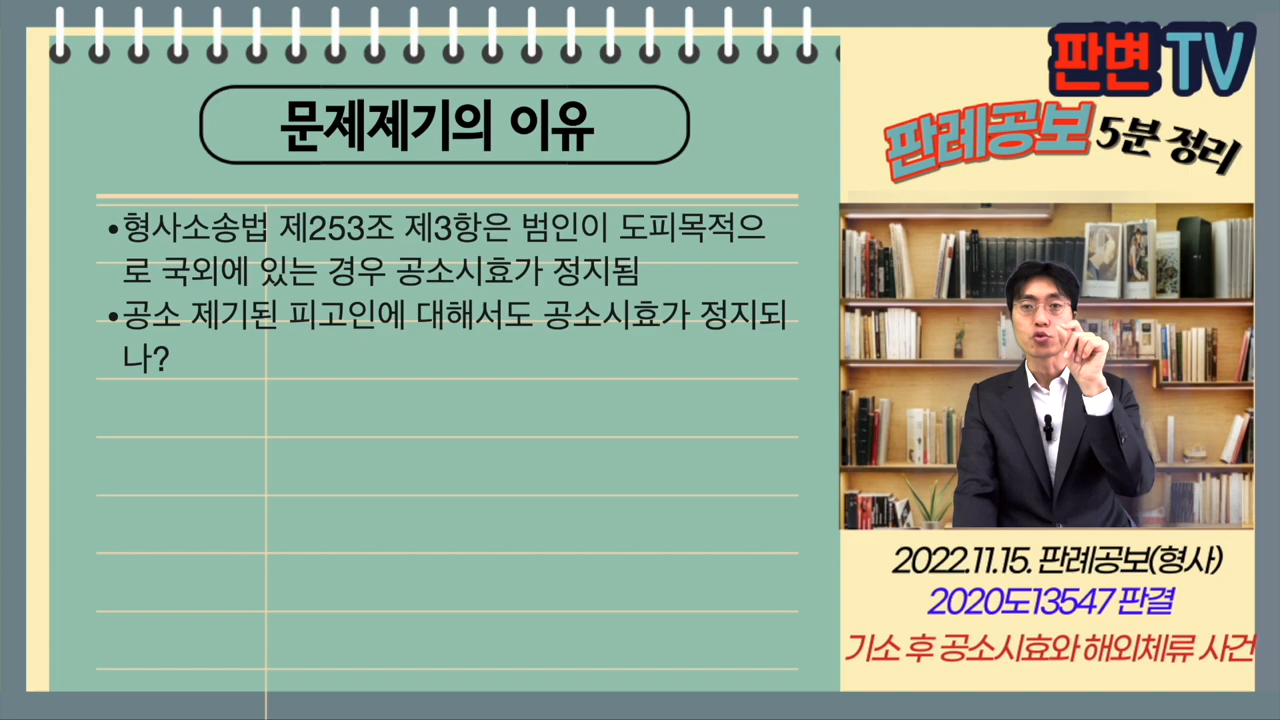 문제제기의 이유
•형사소송법 제253조 제3항은 범인이 도피목적으
로 국외에 있는 경우 공소시효가 정지됨
•공소 제기된 피고인에 대해서도 공소시효가 정지되
나?
판변 TV
판례공보 5분 정리
2022.11.15. 판례공보(형사)
2020도13547 판결
기소 후 공소시효와 해외체류 사건